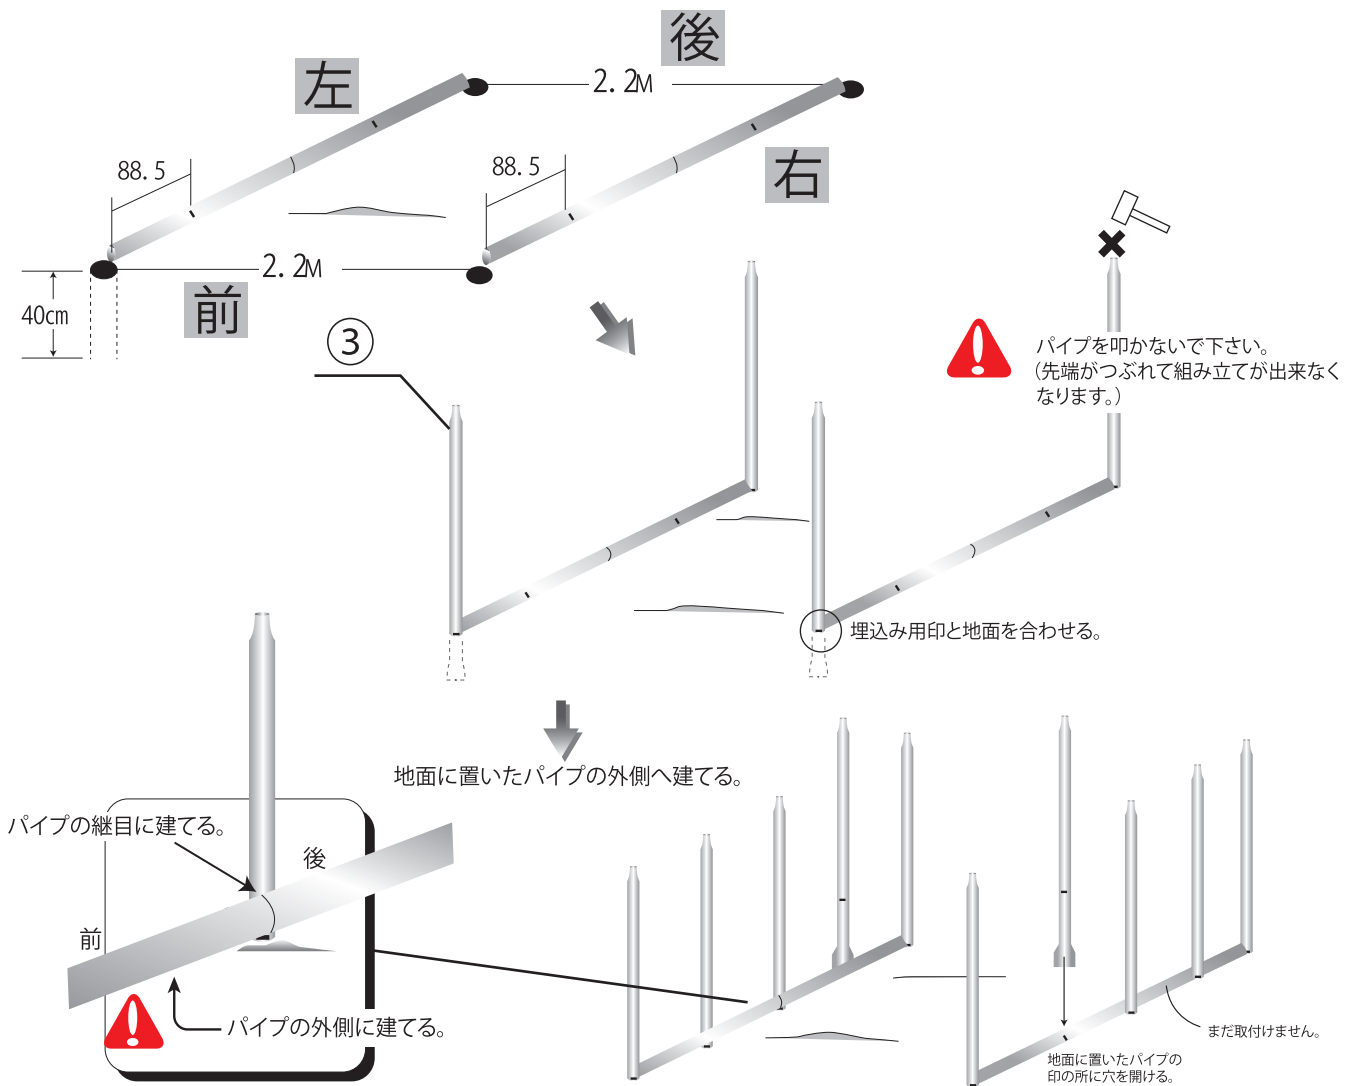 後
左
2.2M
88.5
88.5
右
2.2M
前
40cm
③
パイプを叩かないで下さい。
(先端がつぶれて組み立てが出来なく
なります。)
埋込み用印と地面を合わせる。
地面に置いたパイプの外側へ建てる。
パイプの継目に建てる。
後
前
パイプの外側に建てる。
まだ取付けません。
地面に置いたパイプの
印の所に穴を開ける。